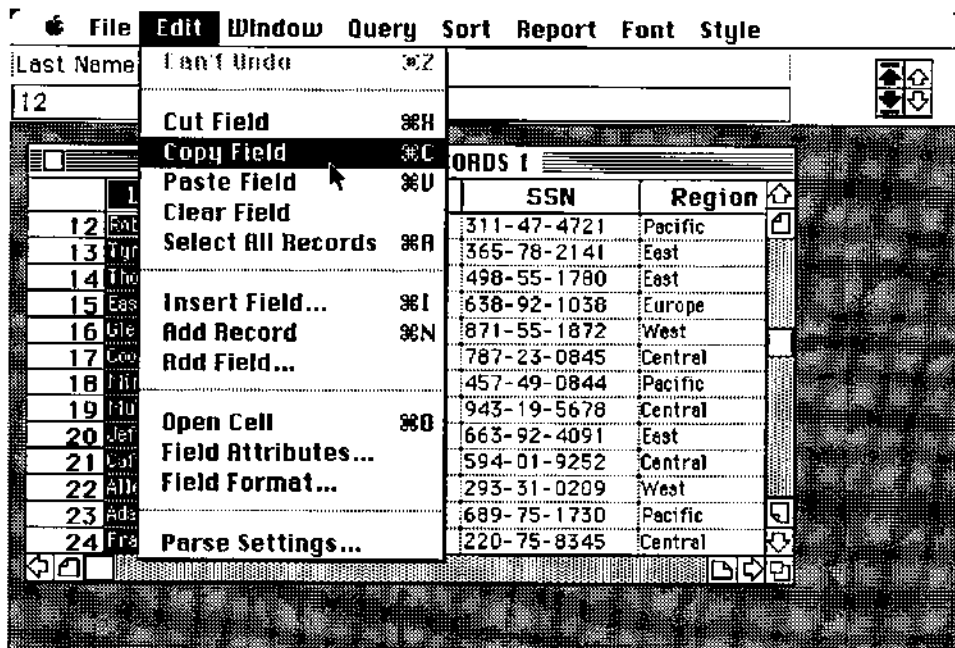 File Edit Window Query Sort Report Font Style
Last Name
Can't Undo ⌘Z
12
Cut Field ⌘X
Copy Field ⌘C
ORDS 1
Paste Field ⌘V
SSN Region
Clear Field
12 311-47-4721 Pacific
Select All Records ⌘A
13 365-78-2141 East
14 498-55-1780 East
Insert Field... ⌘I
15 Eas 638-92-1038 Europe
Add Record ⌘N
16 Gle 871-55-1872 West
17 787-23-0845 Central
Add Field...
18 457-49-0844 Pacific
19 943-19-5678 Central
Open Cell ⌘O
20 Jef 663-92-4091 East
Field Attributes...
21 594-01-9252 Central
Field Format...
22 293-31-0209 West
23 Ada 689-75-1730 Pacific
24 Fra 220-75-8345 Central
Parse Settings...